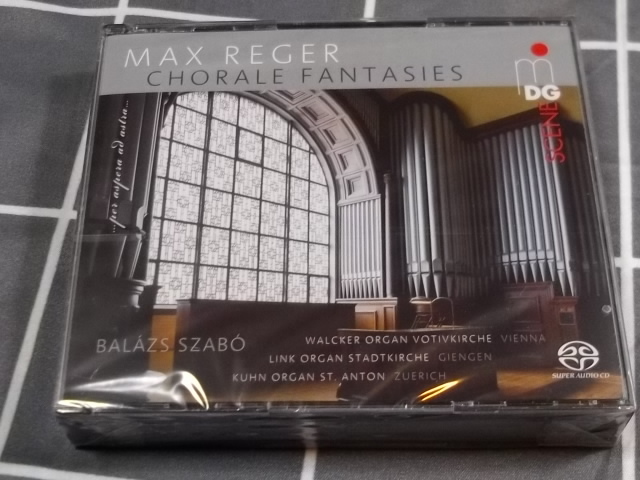 MAX REGER
CHORALE FANTASIES
m
DG
SCENE
...per aspera ad astra...
BALÁZS SZABÓ
WALCKER ORGAN VOTIVKIRCHE VIENNA
LINK ORGAN STADTKIRCHE GIENGEN
KUHN ORGAN ST. ANTON ZUERICH
SUPER AUDIO CD